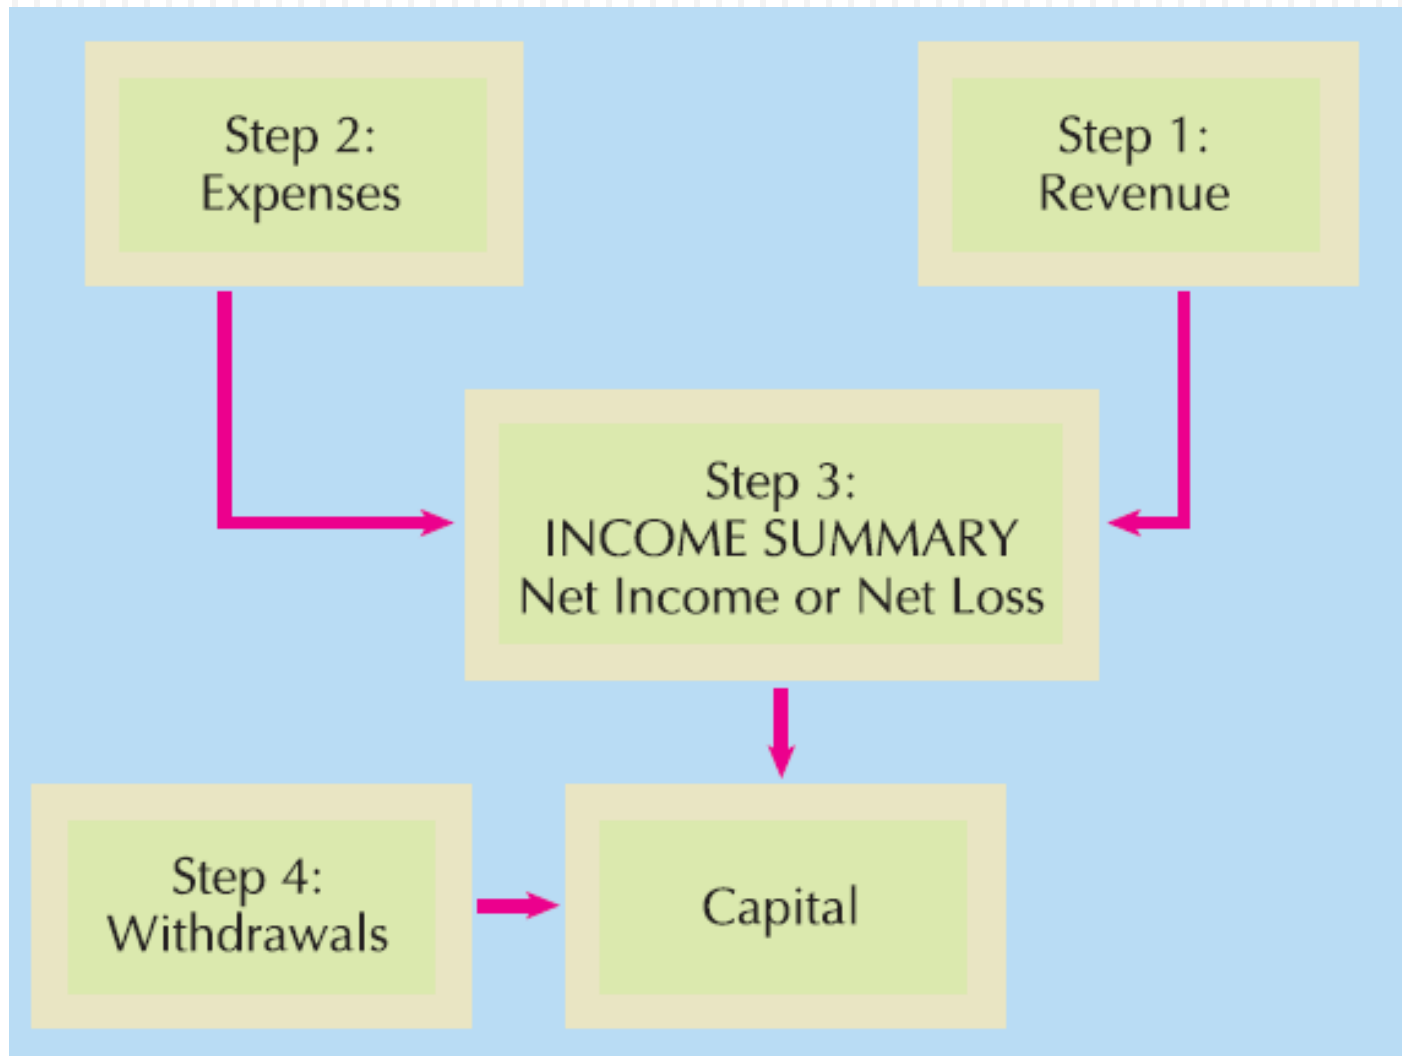 Step 2:
Expenses
Step 1:
Revenue
Step 3:
INCOME SUMMARY
Net Income or Net Loss
Step 4:
Withdrawals
Capital